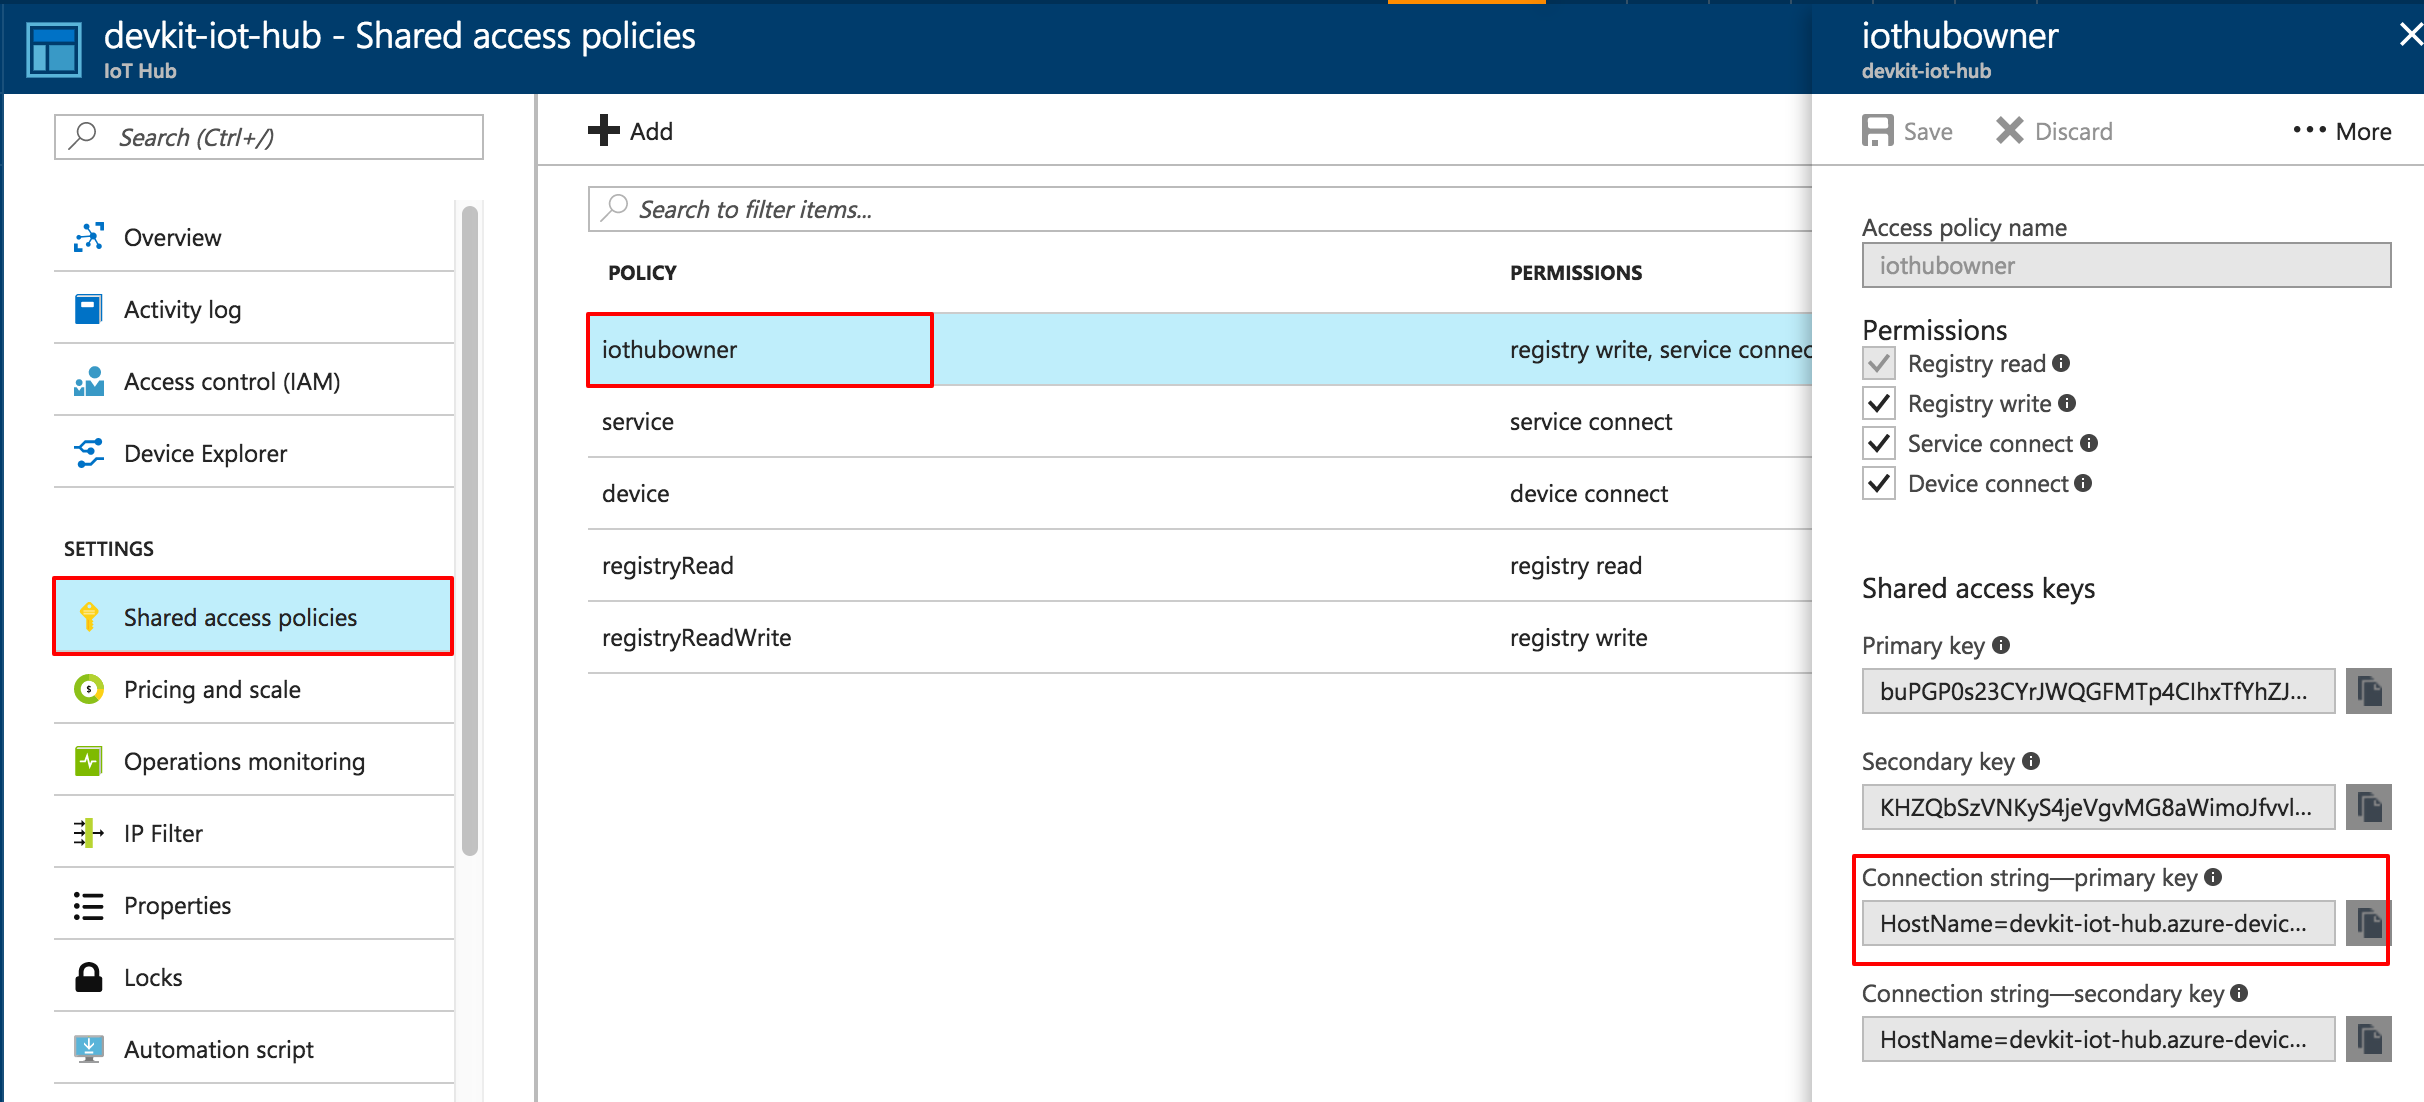 devkit-iot-hub - Shared access policies
IoT Hub
Search (Ctrl+/)
Overview
Activity log
Access control (IAM)
Device Explorer
SETTINGS
Shared access policies
Pricing and scale
Operations monitoring
IP Filter
Properties
Locks
Automation script
Add
Search to filter items...
POLICY PERMISSIONS
iothubowner registry write, service connec
service service connect
device device connect
registryRead registry read
registryReadWrite registry write
iothubowner
devkit-iot-hub
Save Discard ••• More
Access policy name
iothubowner
Permissions
Registry read
Registry write
Service connect
Device connect
Shared access keys
Primary key
buPGP0s23CYrJWQGFMTp4CIhxTfYhZJ...
Secondary key
KHZQbSzVNKyS4jeVgvMG8aWimoJfvvl...
Connection string—primary key
HostName=devkit-iot-hub.azure-devic...
Connection string—secondary key
HostName=devkit-iot-hub.azure-devic...